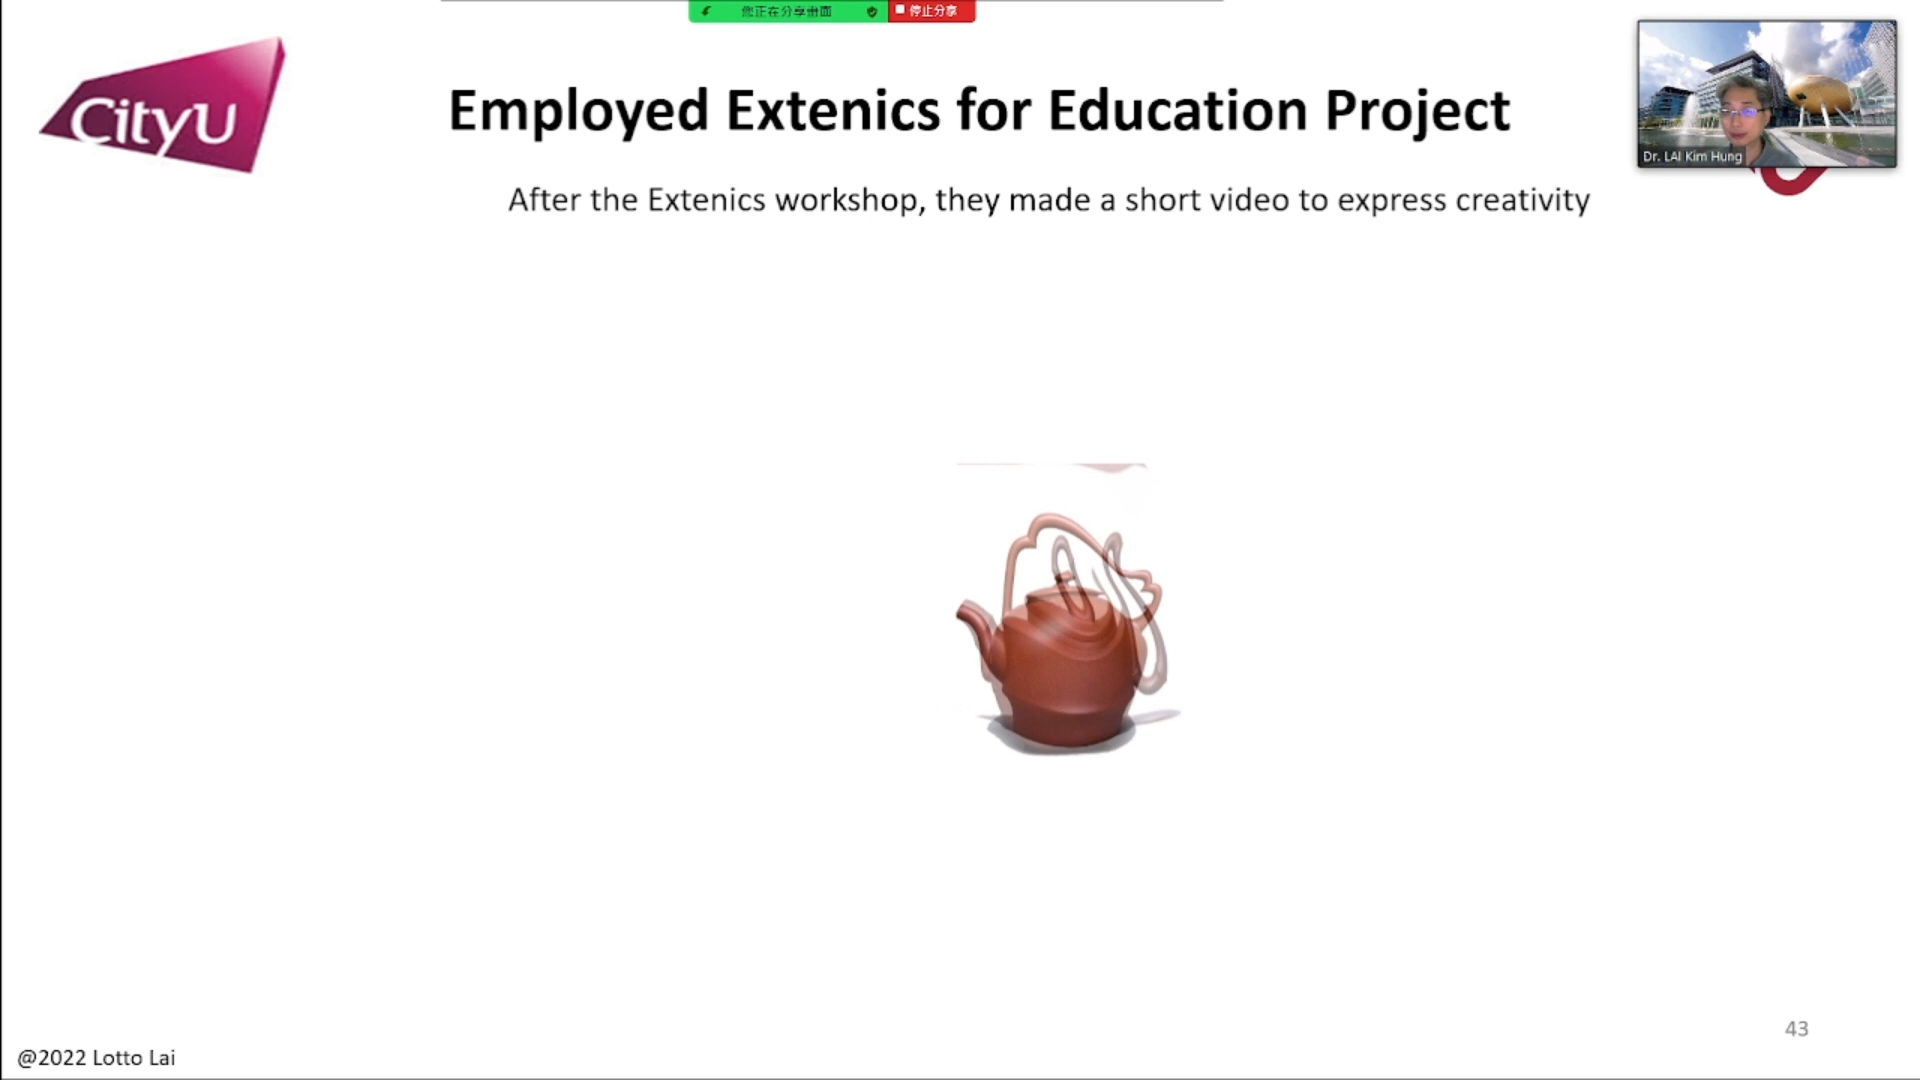 您正在分享畫面
停止分享
CityU
Employed Extenics for Education Project
Dr. LAI Kim Hung
After the Extenics workshop, they made a short video to express creativity
43
@2022 Lotto Lai